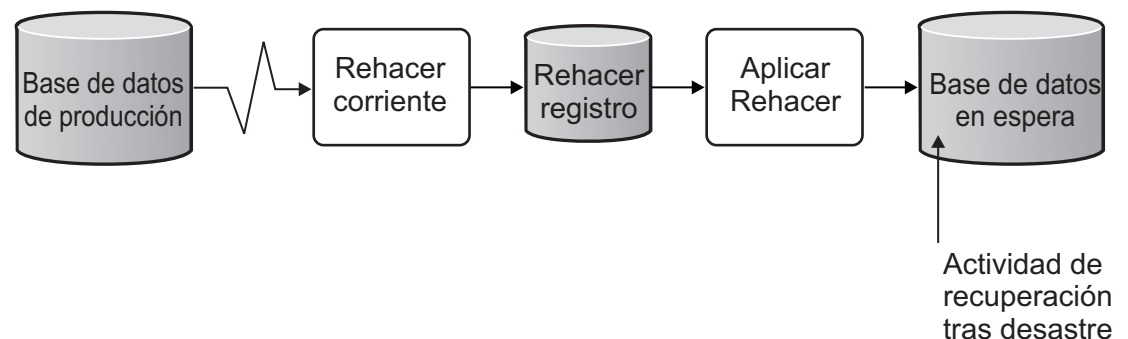 Base de datos
de producción
Rehacer
corriente
Rehacer
registro
Aplicar
Rehacer
Base de datos
en espera
Actividad de
recuperación
tras desastre